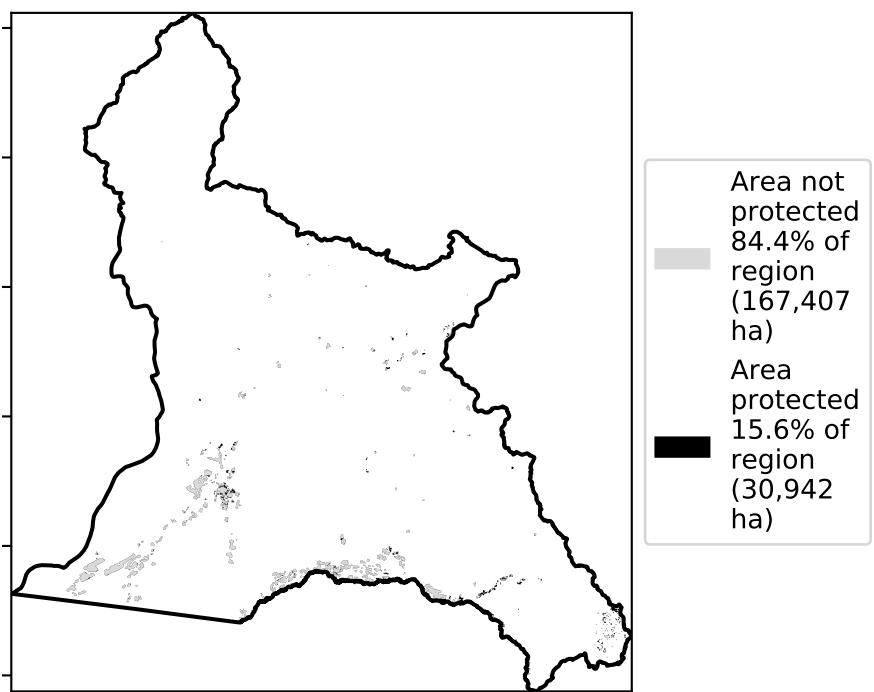 Area not
protected
84.4% of
region
(167,407
ha)
Area
protected
15.6% of
region
(30,942
ha)